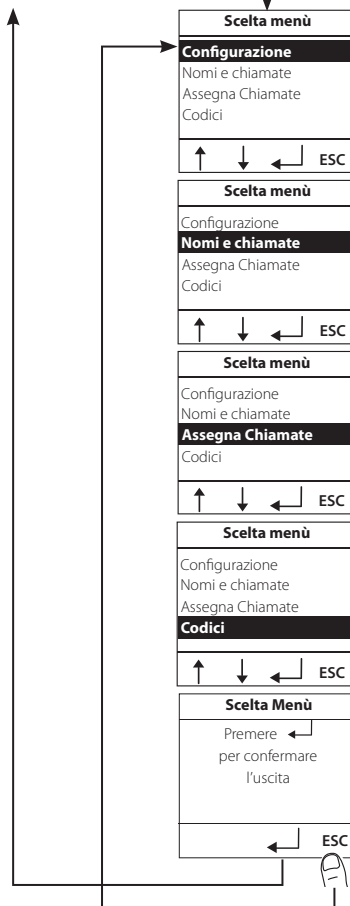 Scelta menù
Configurazione
Nomi e chiamate
Assegna Chiamate
Codici
ESC
Scelta menù
Configurazione
Nomi e chiamate
Assegna Chiamate
Codici
ESC
Scelta menù
Configurazione
Nomi e chiamate
Assegna Chiamate
Codici
ESC
Scelta menù
Configurazione
Nomi e chiamate
Assegna Chiamate
Codici
ESC
Scelta Menù
Premere
per confermare
l'uscita
ESC